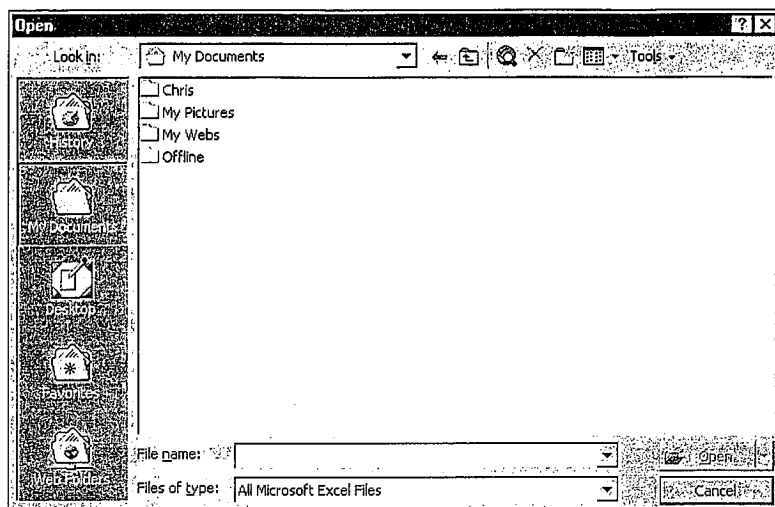 Open
Look in:
My Documents
Tools
History
My Documents
Desktop
Favorites
Web Folders
Chris
My Pictures
My Webs
Offline
File name:
Open
Files of type:
All Microsoft Excel Files
Cancel